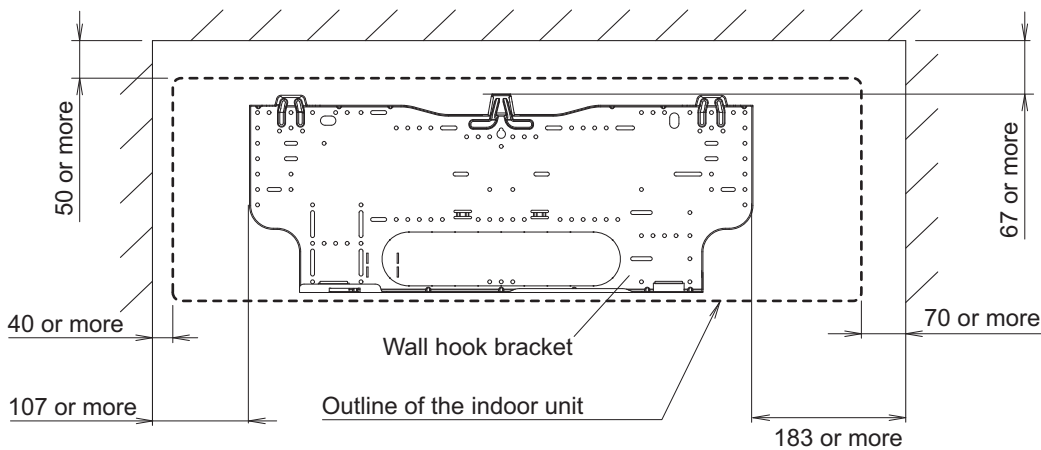 50 or more
67 or more
40 or more
70 or more
Wall hook bracket
107 or more
Outline of the indoor unit
183 or more